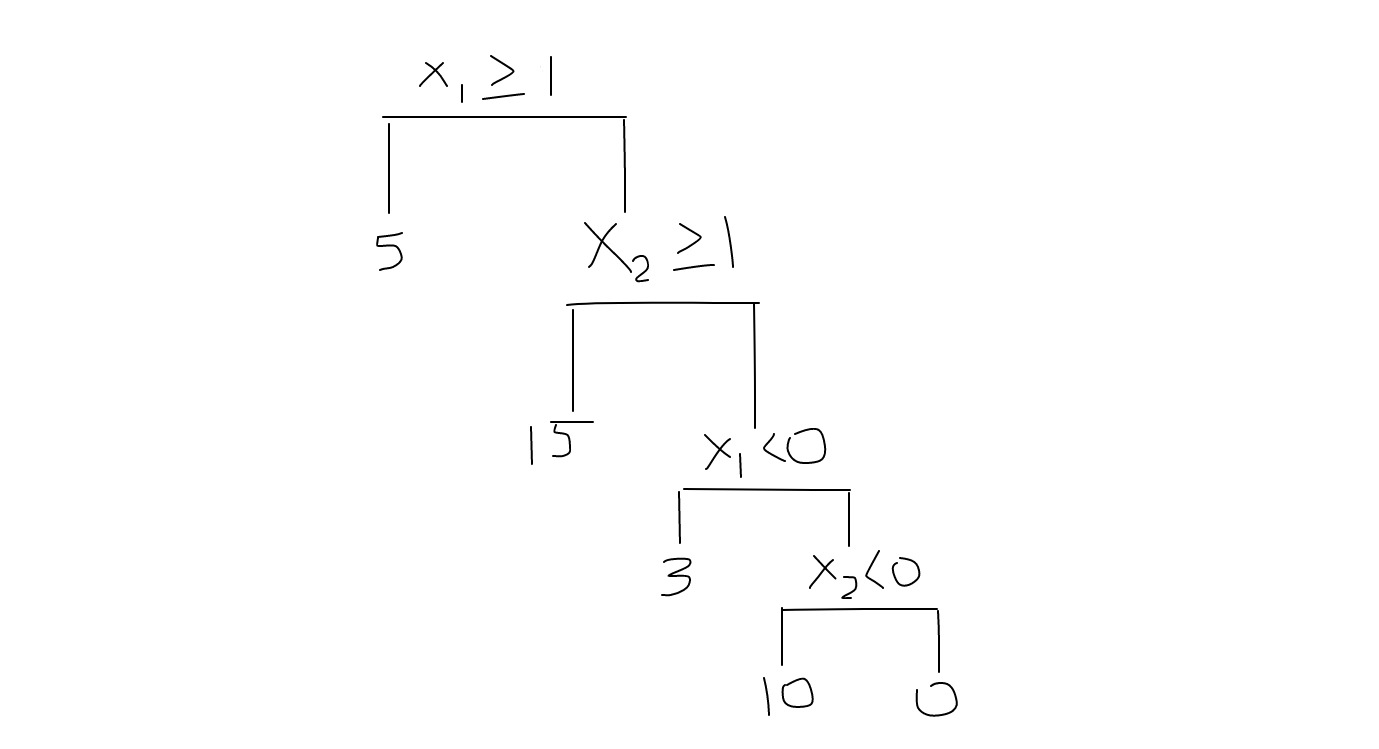 x₁ ≥ 1
5
X₂ ≥ 1
15
x₁ < 0
3
x₂ < 0
10
0